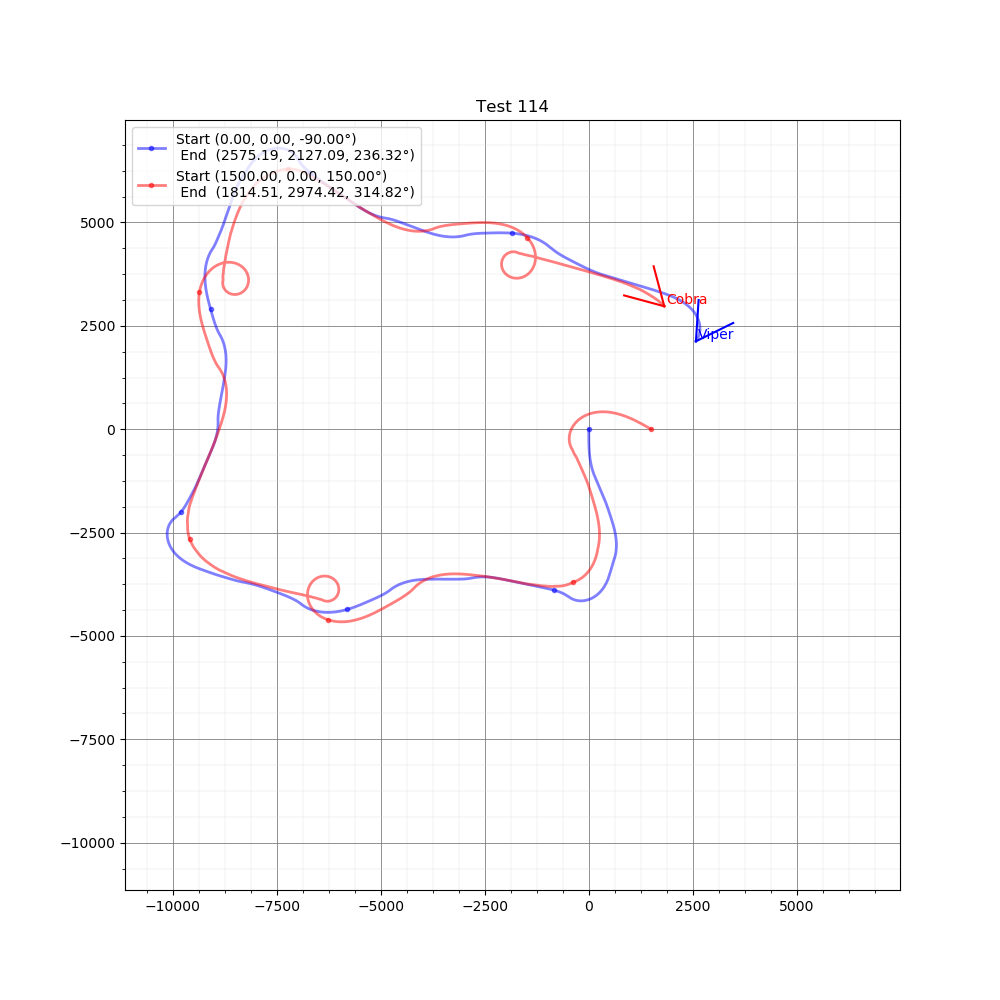 Test 114
Start (0.00, 0.00, -90.00°)
End (2575.19, 2127.09, 236.32°)
Start (1500.00, 0.00, 150.00°)
End (1814.51, 2974.42, 314.82°)
5000
2500
0
−2500
−5000
−7500
−10000
Cobra
Viper
−10000 −7500 −5000 −2500 0 2500 5000